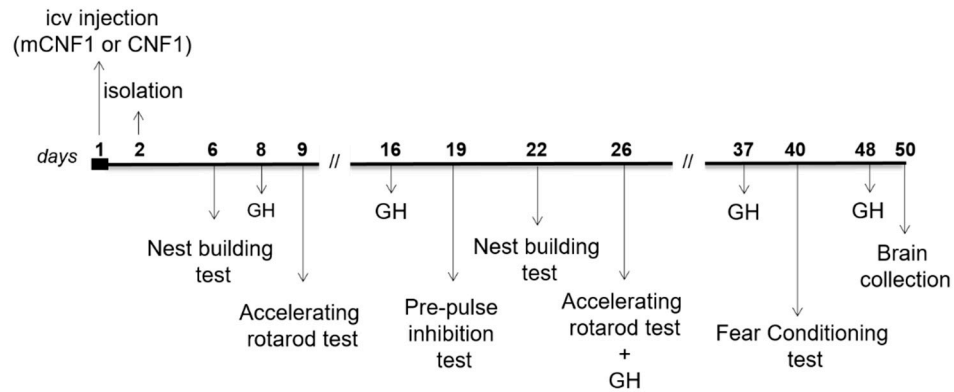 icv injection
(mCNF1 or CNF1)
isolation
days 1 2 6 8 9 // 16 19 22 26 // 37 40 48 50
GH
GH
GH
GH
Nest building
test
Nest building
test
Brain
collection
Accelerating
rotarod test
Pre-pulse
inhibition
test
Accelerating
rotarod test
+
GH
Fear Conditioning
test